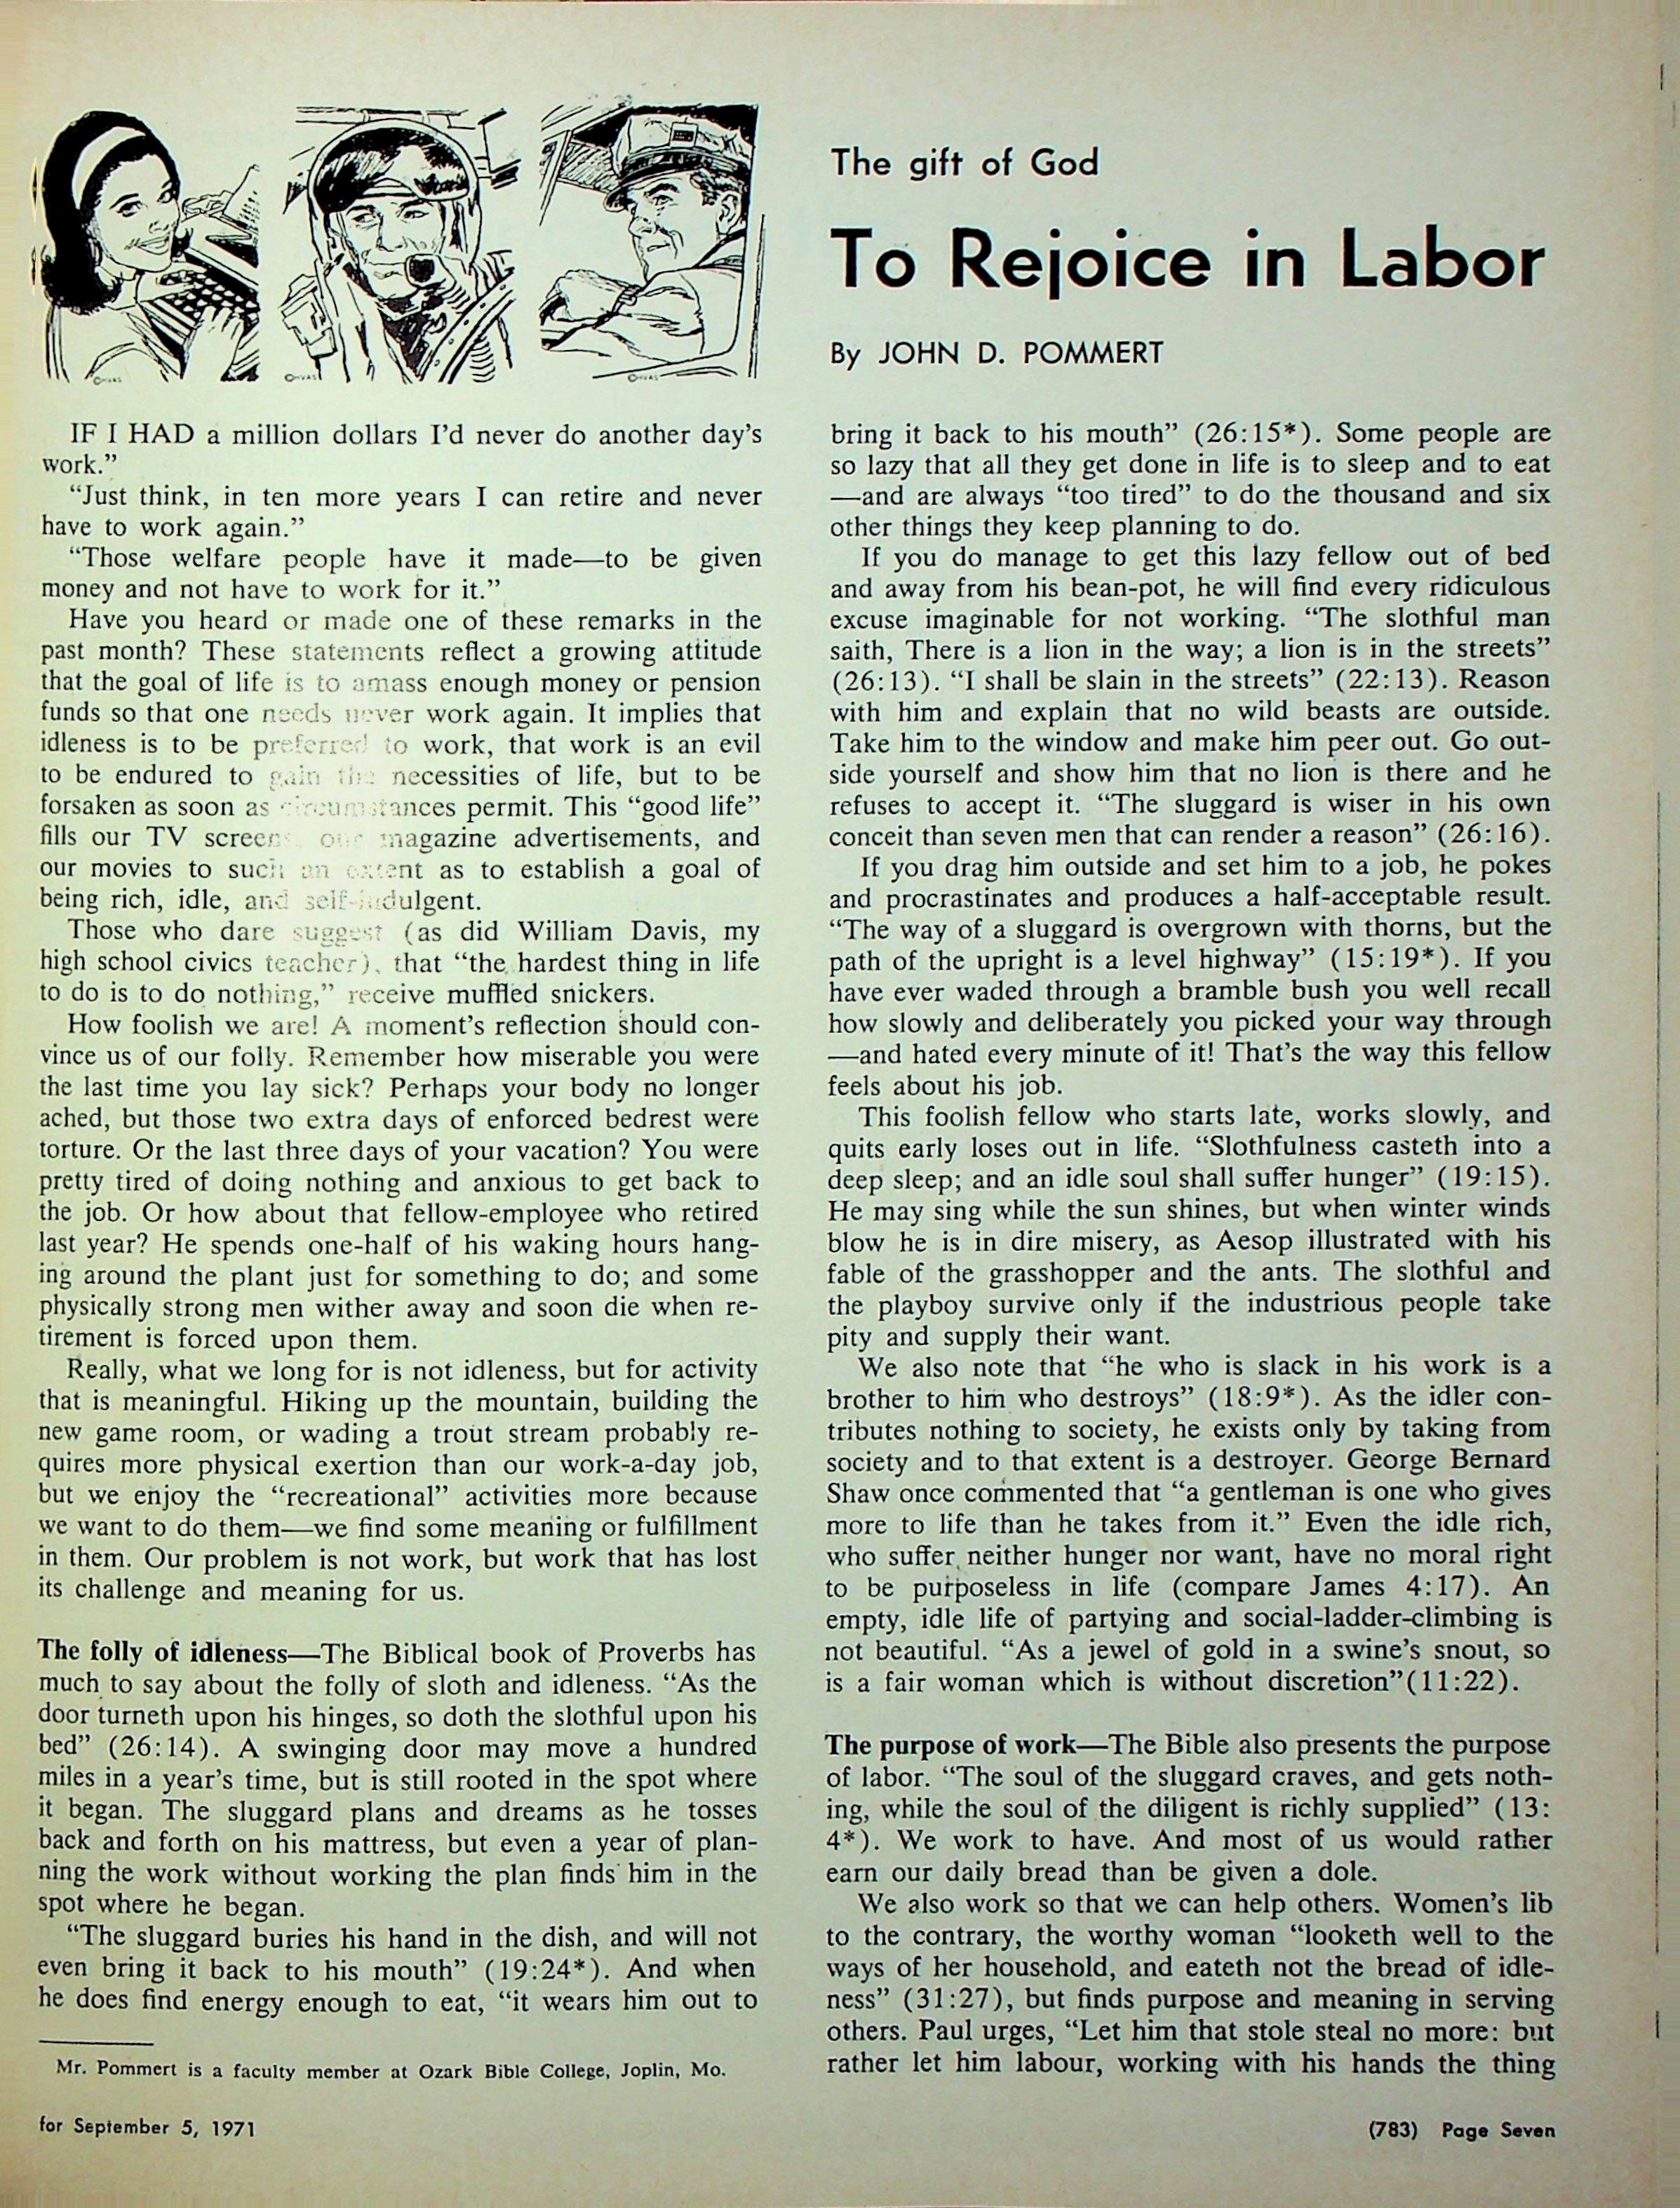 The gift of God
To Rejoice in Labor
By JOHN D. POMMERT
IF I HAD a million dollars I'd never do another day's
work.”
“Just think, in ten more years I can retire and never
have to work again.”
“Those welfare people have it made—to be given
money and not have to work for it.”
Have you heard or made one of these remarks in the
past month? These statements reflect a growing attitude
that the goal of life is to amass enough money or pension
funds so that one needs never work again. It implies that
idleness is to be preferred to work, that work is an evil
to be endured to gain the necessities of life, but to be
forsaken as soon as circumstances permit. This “good life”
fills our TV screens, our magazine advertisements, and
our movies to such an extent as to establish a goal of
being rich, idle, and self-indulgent.
Those who dare suggest (as did William Davis, my
high school civics teacher), that “the hardest thing in life
to do is to do nothing,” receive muffled snickers.
How foolish we are! A moment's reflection should con-
vince us of our folly. Remember how miserable you were
the last time you lay sick? Perhaps your body no longer
ached, but those two extra days of enforced bedrest were
torture. Or the last three days of your vacation? You were
pretty tired of doing nothing and anxious to get back to
the job. Or how about that fellow-employee who retired
last year? He spends one-half of his waking hours hang-
ing around the plant just for something to do; and some
physically strong men wither away and soon die when re-
tirement is forced upon them.
Really, what we long for is not idleness, but for activity
that is meaningful. Hiking up the mountain, building the
new game room, or wading a trout stream probably re-
quires more physical exertion than our work-a-day job,
but we enjoy the “recreational” activities more because
we want to do them—we find some meaning or fulfillment
in them. Our problem is not work, but work that has lost
its challenge and meaning for us.
The folly of idleness—The Biblical book of Proverbs has
much to say about the folly of sloth and idleness. “As the
door turneth upon his hinges, so doth the slothful upon his
bed” (26:14). A swinging door may move a hundred
miles in a year's time, but is still rooted in the spot where
it began. The sluggard plans and dreams as he tosses
back and forth on his mattress, but even a year of plan-
ning the work without working the plan finds him in the
spot where he began.
“The sluggard buries his hand in the dish, and will not
even bring it back to his mouth” (19:24*). And when
he does find energy enough to eat, “it wears him out to
Mr. Pommert is a faculty member at Ozark Bible College, Joplin, Mo.
bring it back to his mouth” (26:15*). Some people are
so lazy that all they get done in life is to sleep and to eat
—and are always “too tired” to do the thousand and six
other things they keep planning to do.
If you do manage to get this lazy fellow out of bed
and away from his bean-pot, he will find every ridiculous
excuse imaginable for not working. “The slothful man
saith, There is a lion in the way; a lion is in the streets”
(26:13). “I shall be slain in the streets” (22:13). Reason
with him and explain that no wild beasts are outside.
Take him to the window and make him peer out. Go out-
side yourself and show him that no lion is there and he
refuses to accept it. “The sluggard is wiser in his own
conceit than seven men that can render a reason” (26:16).
If you drag him outside and set him to a job, he pokes
and procrastinates and produces a half-acceptable result.
“The way of a sluggard is overgrown with thorns, but the
path of the upright is a level highway” (15:19*). If you
have ever waded through a bramble bush you well recall
how slowly and deliberately you picked your way through
—and hated every minute of it! That's the way this fellow
feels about his job.
This foolish fellow who starts late, works slowly, and
quits early loses out in life. “Slothfulness casteth into a
deep sleep; and an idle soul shall suffer hunger” (19:15).
He may sing while the sun shines, but when winter winds
blow he is in dire misery, as Aesop illustrated with his
fable of the grasshopper and the ants. The slothful and
the playboy survive only if the industrious people take
pity and supply their want.
We also note that “he who is slack in his work is a
brother to him who destroys” (18:9*). As the idler con-
tributes nothing to society, he exists only by taking from
society and to that extent is a destroyer. George Bernard
Shaw once commented that “a gentleman is one who gives
more to life than he takes from it.” Even the idle rich,
who suffer neither hunger nor want, have no moral right
to be purposeless in life (compare James 4:17). An
empty, idle life of partying and social-ladder-climbing is
not beautiful. “As a jewel of gold in a swine's snout, so
is a fair woman which is without discretion”(11:22).
The purpose of work—The Bible also presents the purpose
of labor. “The soul of the sluggard craves, and gets noth-
ing, while the soul of the diligent is richly supplied” (13:
4*). We work to have. And most of us would rather
earn our daily bread than be given a dole.
We also work so that we can help others. Women's lib
to the contrary, the worthy woman “looketh well to the
ways of her household, and eateth not the bread of idle-
ness” (31:27), but finds purpose and meaning in serving
others. Paul urges, “Let him that stole steal no more: but
rather let him labour, working with his hands the thing
for September 5, 1971
(783) Page Seven